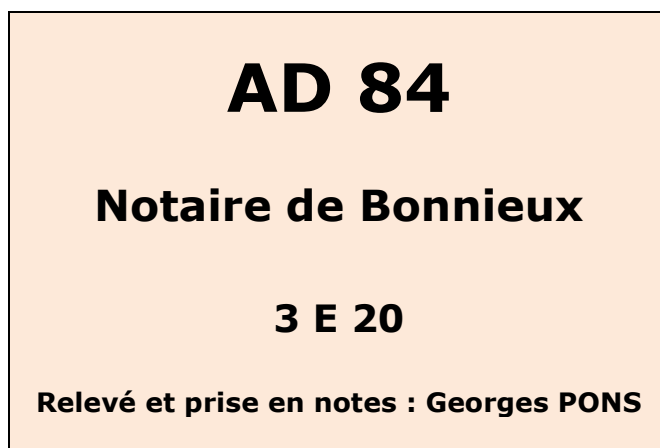 AD 84
Notaire de Bonnieux
3 E 20
Relevé et prise en notes : Georges PONS